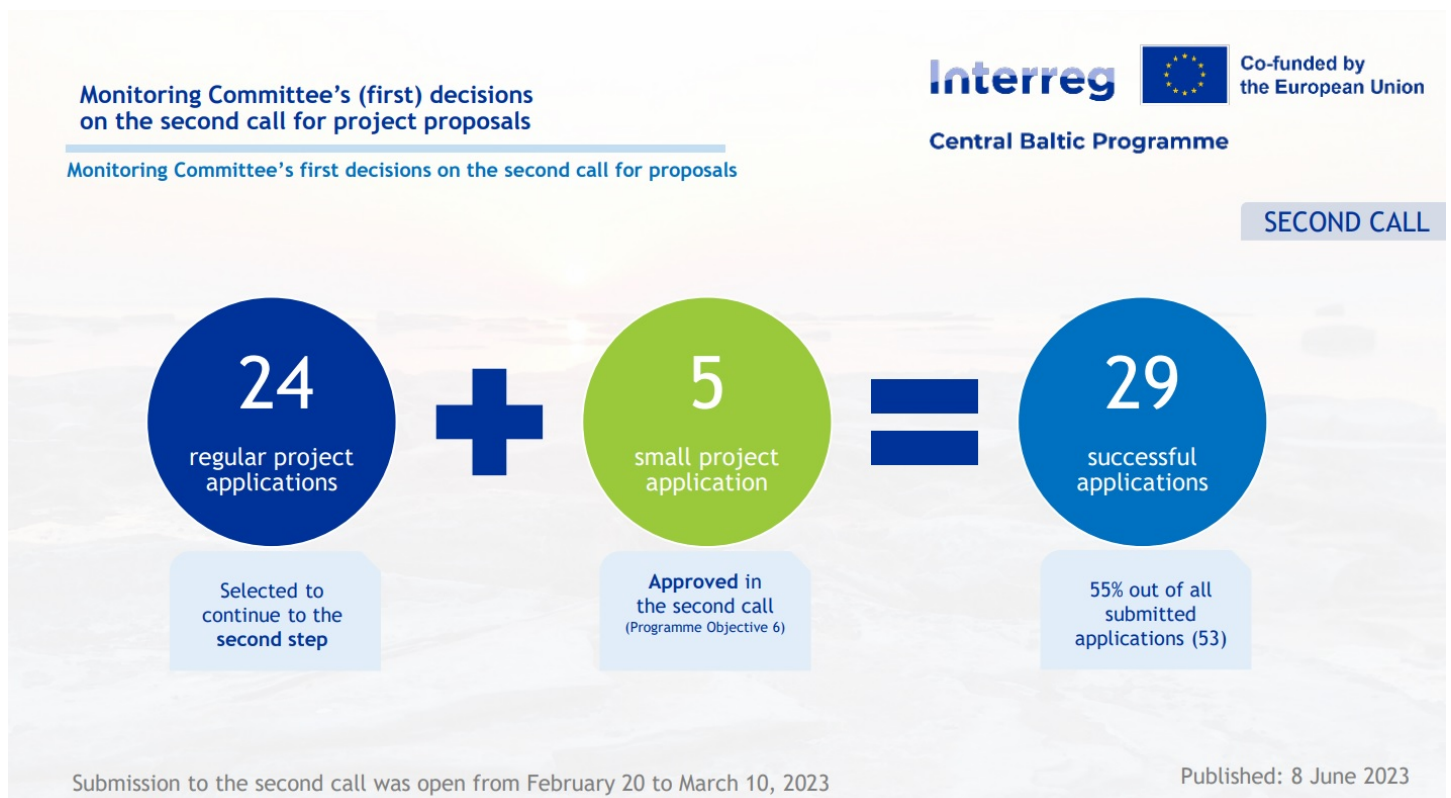 Monitoring Committee’s (first) decisions
on the second call for project proposals
Monitoring Committee’s first decisions on the second call for proposals
Interreg
Co-funded by
the European Union
Central Baltic Programme
SECOND CALL
24
regular project
applications
5
small project
application
29
successful
applications
Selected to
continue to the
second step
Approved in
the second call
(Programme Objective 6)
55% out of all
submitted
applications (53)
Submission to the second call was open from February 20 to March 10, 2023
Published: 8 June 2023